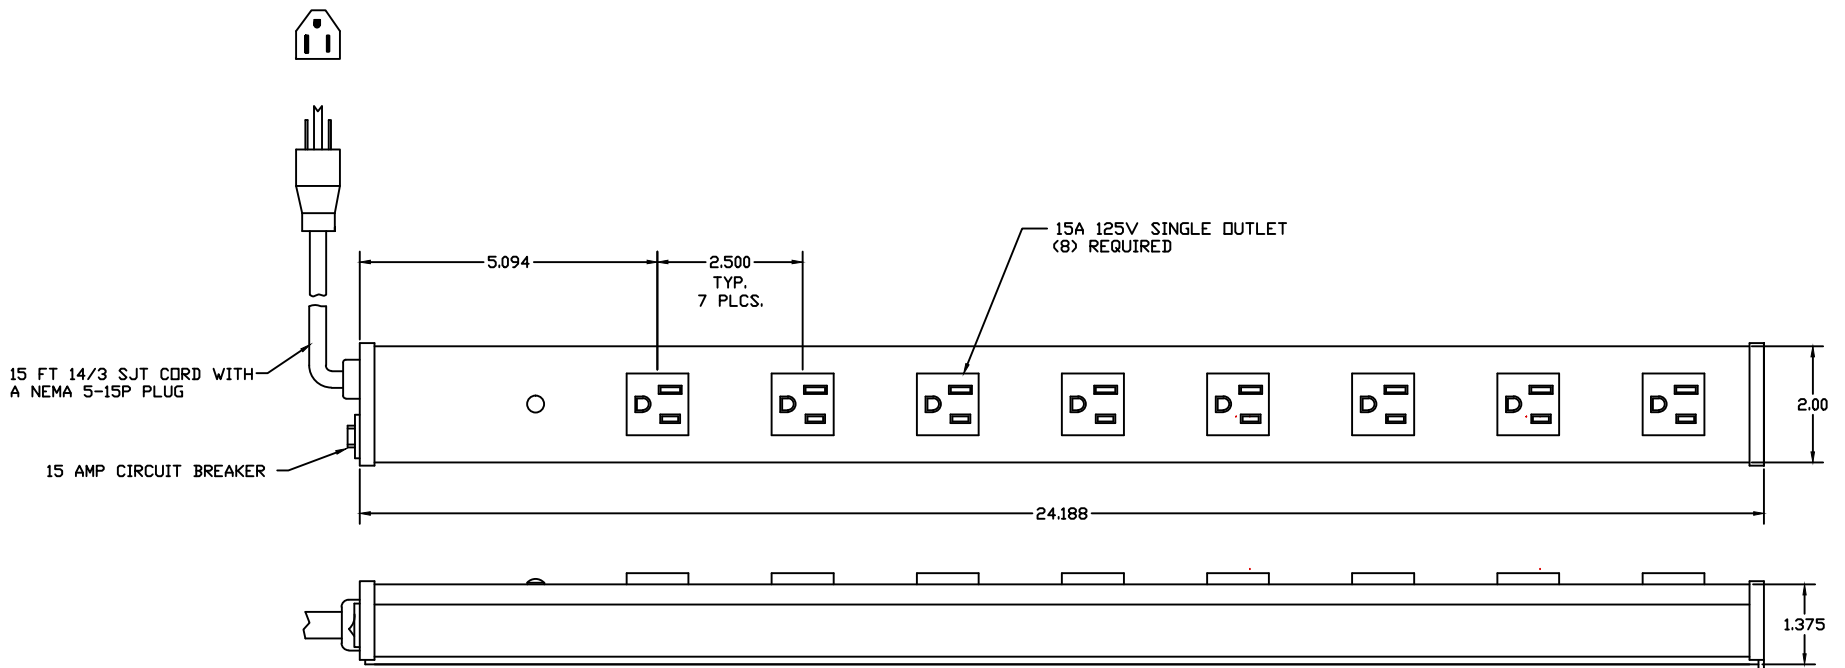 15A 125V SINGLE OUTLET
(8) REQUIRED
5.094
2.500
TYP.
7 PLCS.
15 FT 14/3 SJT CORD WITH
A NEMA 5-15P PLUG
2.00
15 AMP CIRCUIT BREAKER
24.188
1.375